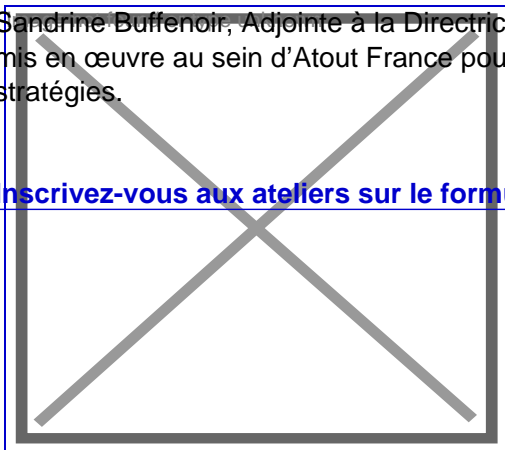 Sandrine Buffenoir, Adjointe à la Directric
mis en œuvre au sein d’Atout France pou
stratégies.
Inscrivez-vous aux ateliers sur le form